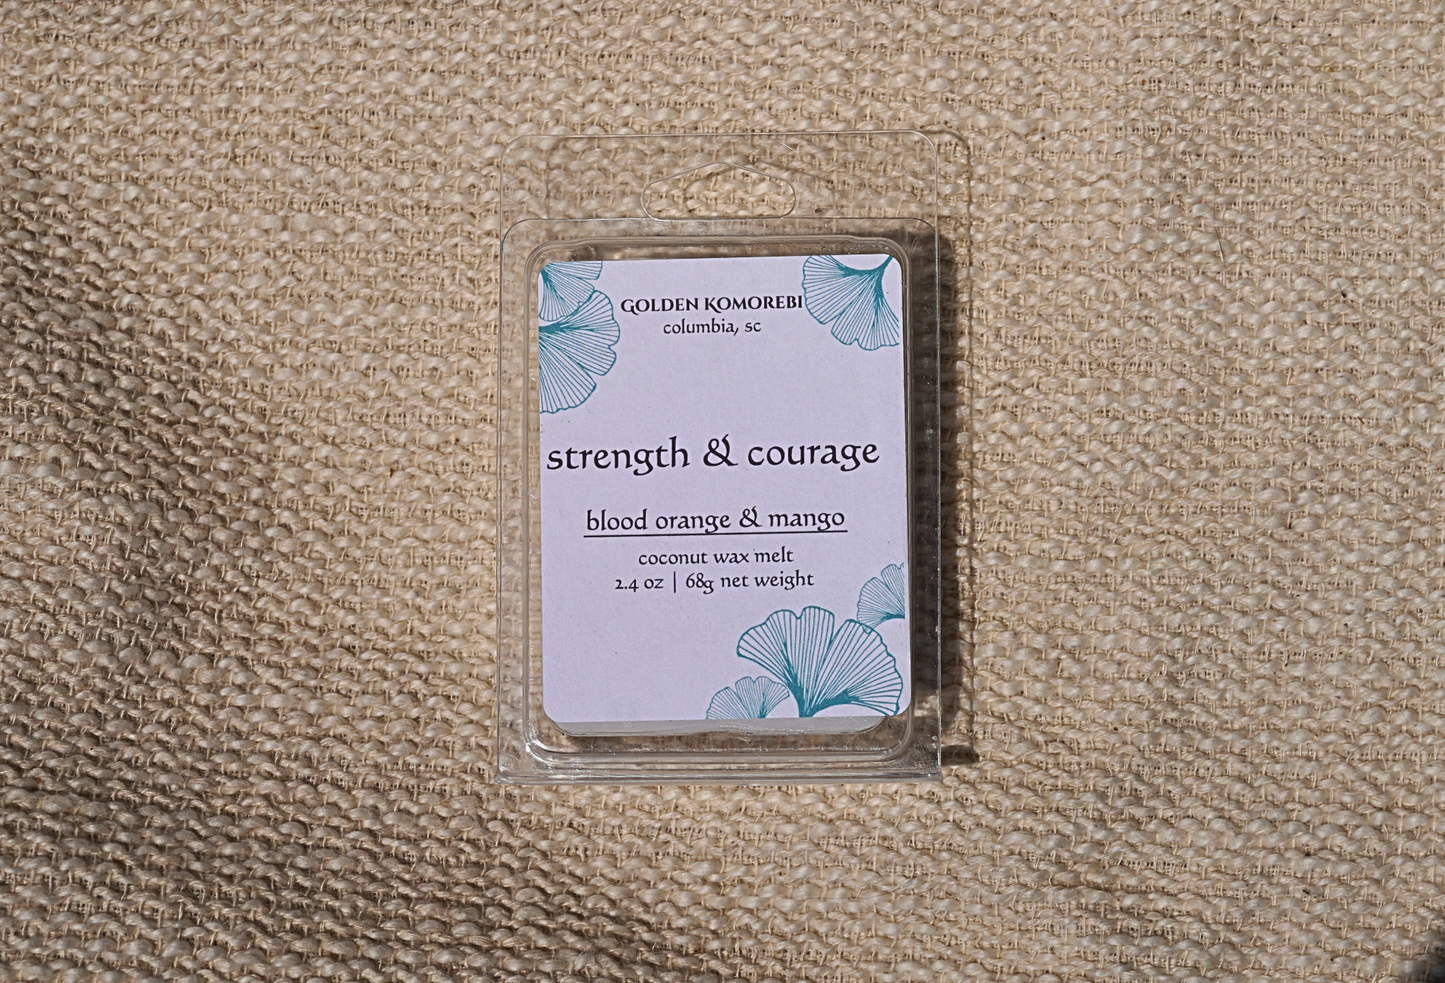 GOLDEN KOMOREBI
columbia, sc
strength & courage
blood orange & mango
coconut wax melt
2.4 oz | 68g net weight